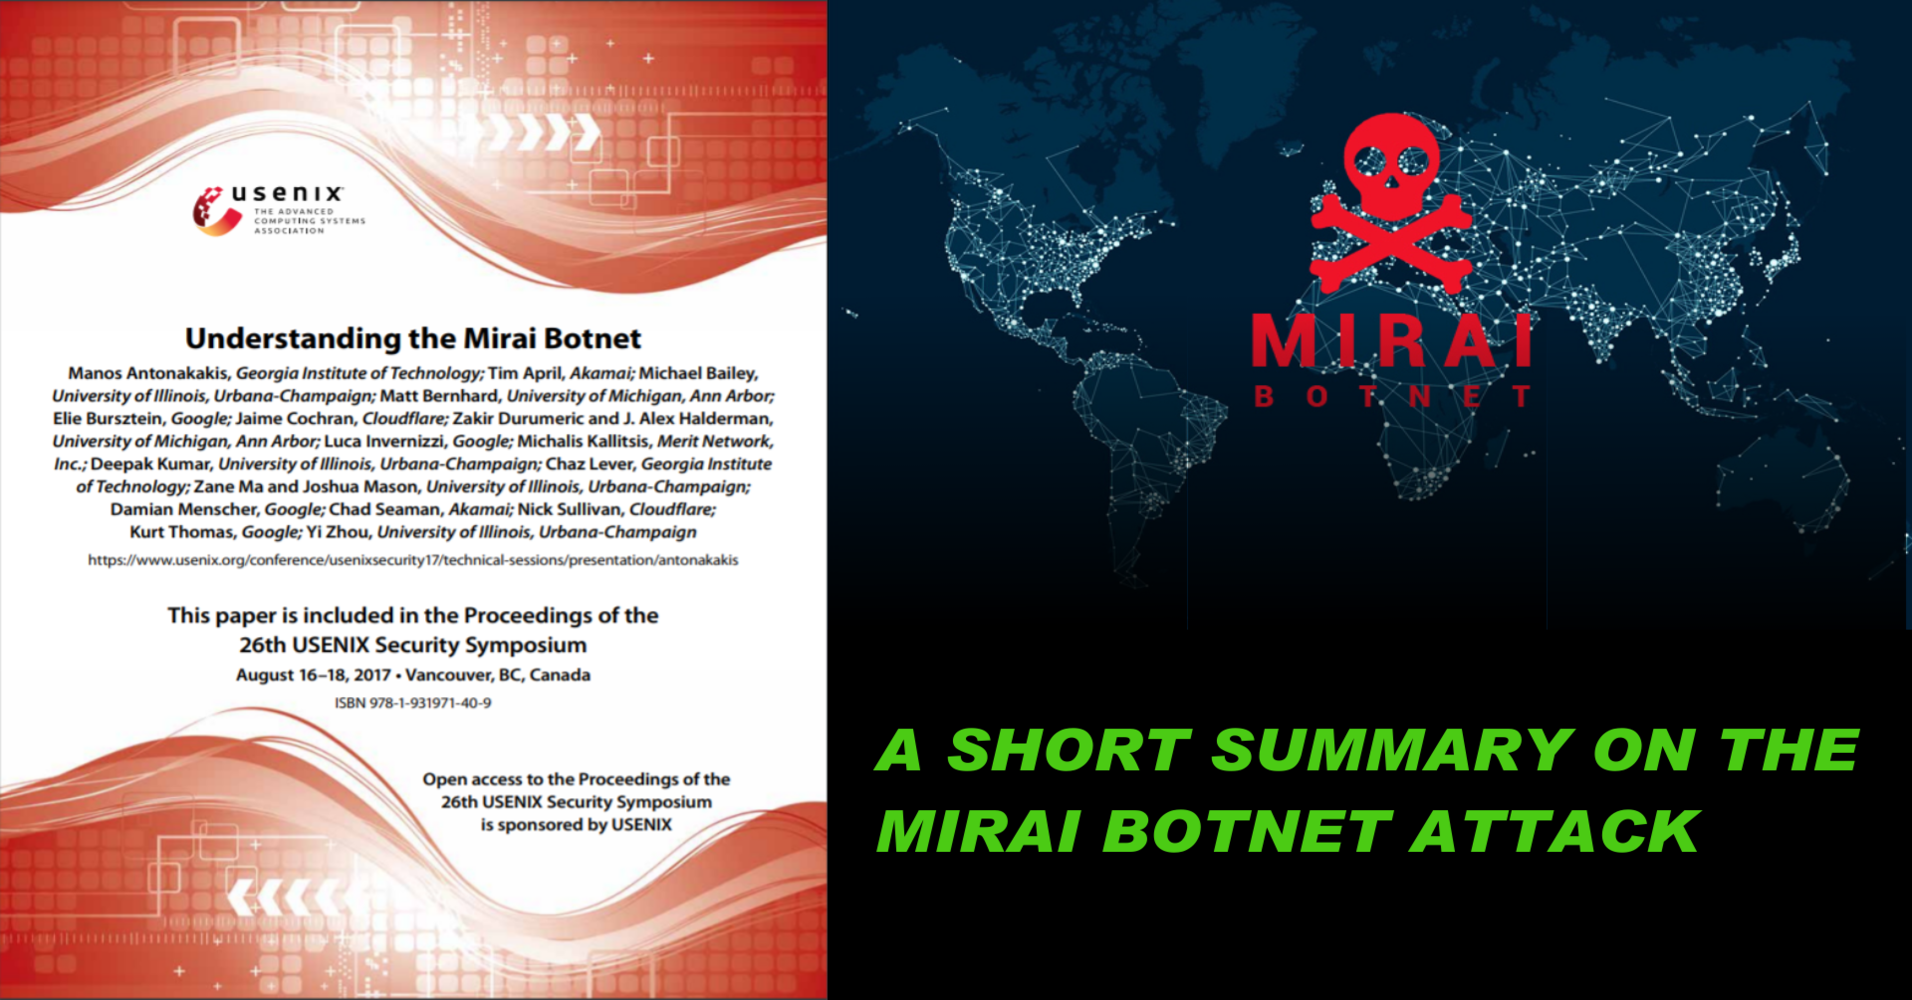 usenix
THE ADVANCED
COMPUTING SYSTEMS
ASSOCIATION
Understanding the Mirai Botnet
Manos Antonakakis, Georgia Institute of Technology; Tim April, Akamai; Michael Bailey,
University of Illinois, Urbana-Champaign; Matt Bernhard, University of Michigan, Ann Arbor;
Elie Bursztein, Google; Jaime Cochran, Cloudflare; Zakir Durumeric and J. Alex Halderman,
University of Michigan, Ann Arbor; Luca Invernizzi, Google; Michalis Kallitsis, Merit Network,
Inc.; Deepak Kumar, University of Illinois, Urbana-Champaign; Chaz Lever, Georgia Institute
of Technology; Zane Ma and Joshua Mason, University of Illinois, Urbana-Champaign;
Damian Menscher, Google; Chad Seaman, Akamai; Nick Sullivan, Cloudflare;
Kurt Thomas, Google; Yi Zhou, University of Illinois, Urbana-Champaign
https://www.usenix.org/conference/usenixsecurity17/technical-sessions/presentation/antonakakis
This paper is included in the Proceedings of the
26th USENIX Security Symposium
August 16–18, 2017 • Vancouver, BC, Canada
ISBN 978-1-931971-40-9
Open access to the Proceedings of the
26th USENIX Security Symposium
is sponsored by USENIX
MIRAI
BOTNET
A SHORT SUMMARY ON THE
MIRAI BOTNET ATTACK